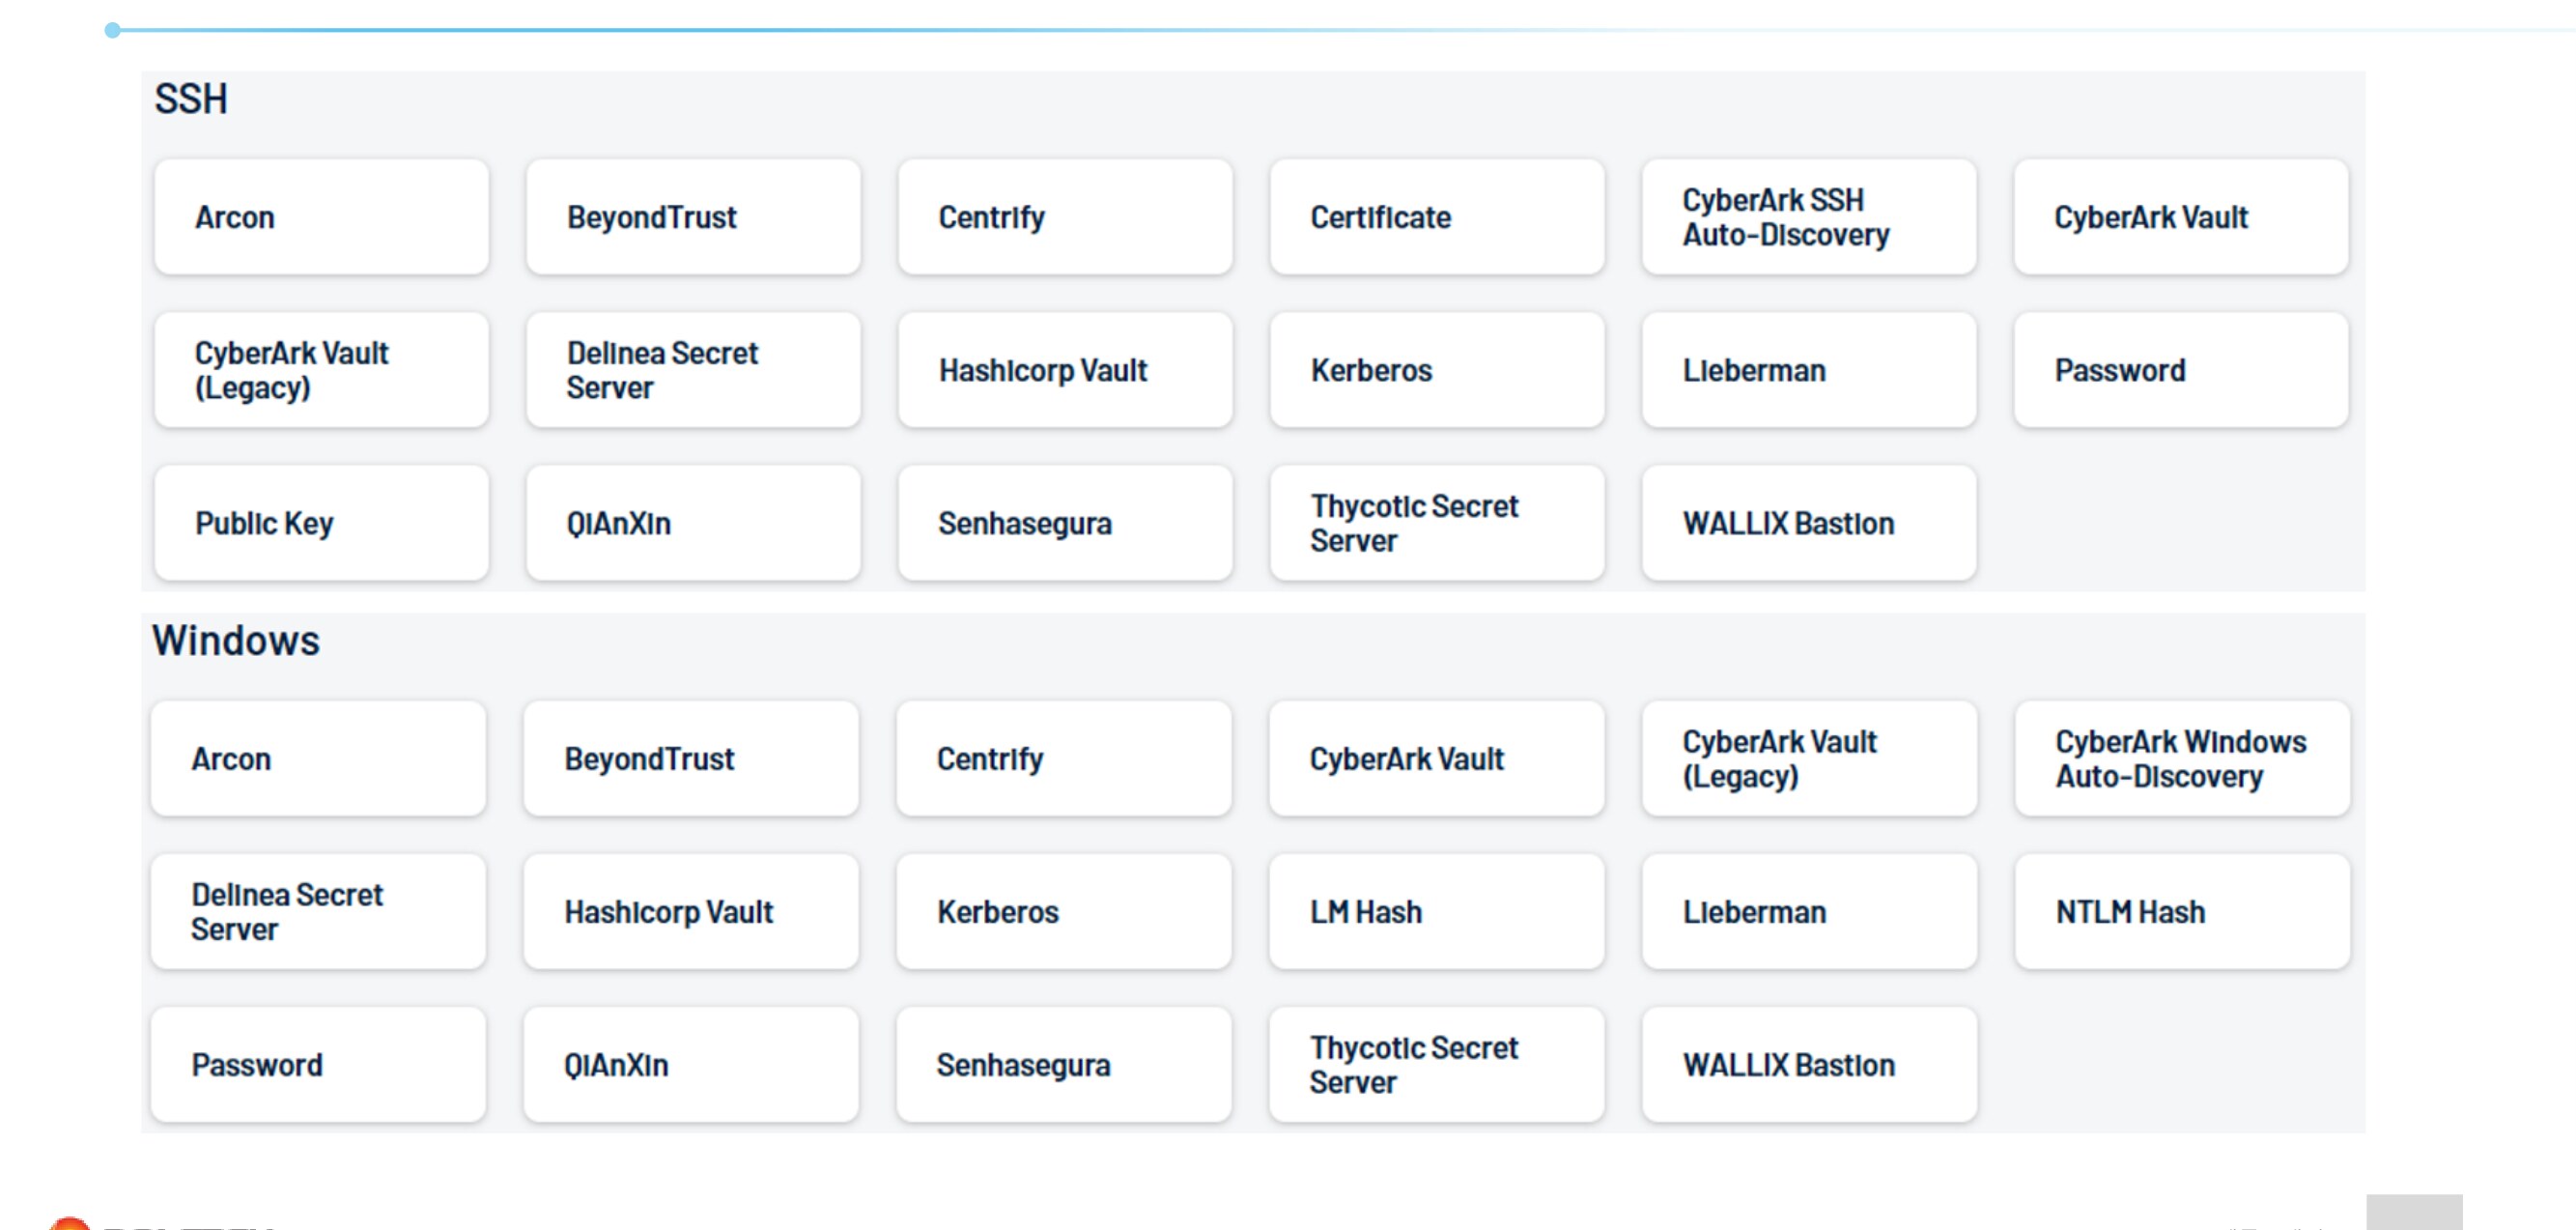 SSH
Arcon
BeyondTrust
Centrify
Certificate
CyberArk SSH
Auto-Discovery
CyberArk Vault
CyberArk Vault
(Legacy)
Delinea Secret
Server
Hashicorp Vault
Kerberos
Lieberman
Password
Public Key
QiAnXin
Senhasegura
Thycotic Secret
Server
WALLIX Bastion
Windows
Arcon
BeyondTrust
Centrify
CyberArk Vault
CyberArk Vault
(Legacy)
CyberArk Windows
Auto-Discovery
Delinea Secret
Server
Hashicorp Vault
Kerberos
LM Hash
Lieberman
NTLM Hash
Password
QiAnXin
Senhasegura
Thycotic Secret
Server
WALLIX Bastion